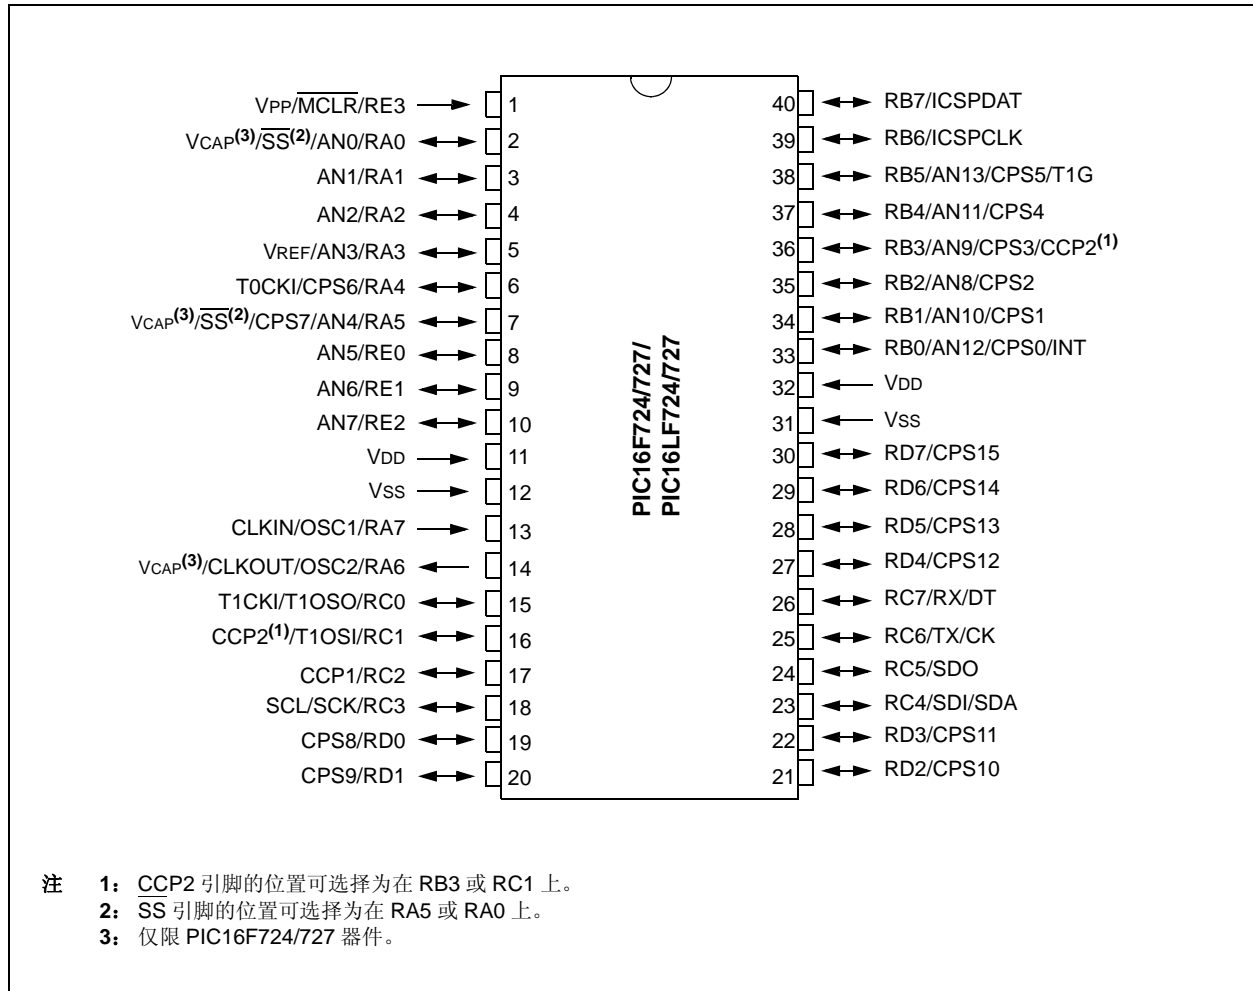 VPP/MCLR/RE3
VCAP(3)/SS(2)/AN0/RA0
AN1/RA1
AN2/RA2
VREF/AN3/RA3
T0CKI/CPS6/RA4
VCAP(3)/SS(2)/CPS7/AN4/RA5
AN5/RE0
AN6/RE1
AN7/RE2
VDD
VSS
CLKIN/OSC1/RA7
VCAP(3)/CLKOUT/OSC2/RA6
T1CKI/T1OSO/RC0
CCP2(1)/T1OSI/RC1
CCP1/RC2
SCL/SCK/RC3
CPS8/RD0
CPS9/RD1
1
2
3
4
5
6
7
8
9
10
11
12
13
14
15
16
17
18
19
20
PIC16F724/727/
PIC16LF724/727
40
39
38
37
36
35
34
33
32
31
30
29
28
27
26
25
24
23
22
21
RB7/ICSPDAT
RB6/ICSPCLK
RB5/AN13/CPS5/T1G
RB4/AN11/CPS4
RB3/AN9/CPS3/CCP2(1)
RB2/AN8/CPS2
RB1/AN10/CPS1
RB0/AN12/CPS0/INT
VDD
VSS
RD7/CPS15
RD6/CPS14
RD5/CPS13
RD4/CPS12
RC7/RX/DT
RC6/TX/CK
RC5/SDO
RC4/SDI/SDA
RD3/CPS11
RD2/CPS10
注 1： CCP2 引脚的位置可选择为在 RB3 或 RC1 上。
2： SS 引脚的位置可选择为在 RA5 或 RA0 上。
3： 仅限 PIC16F724/727 器件。